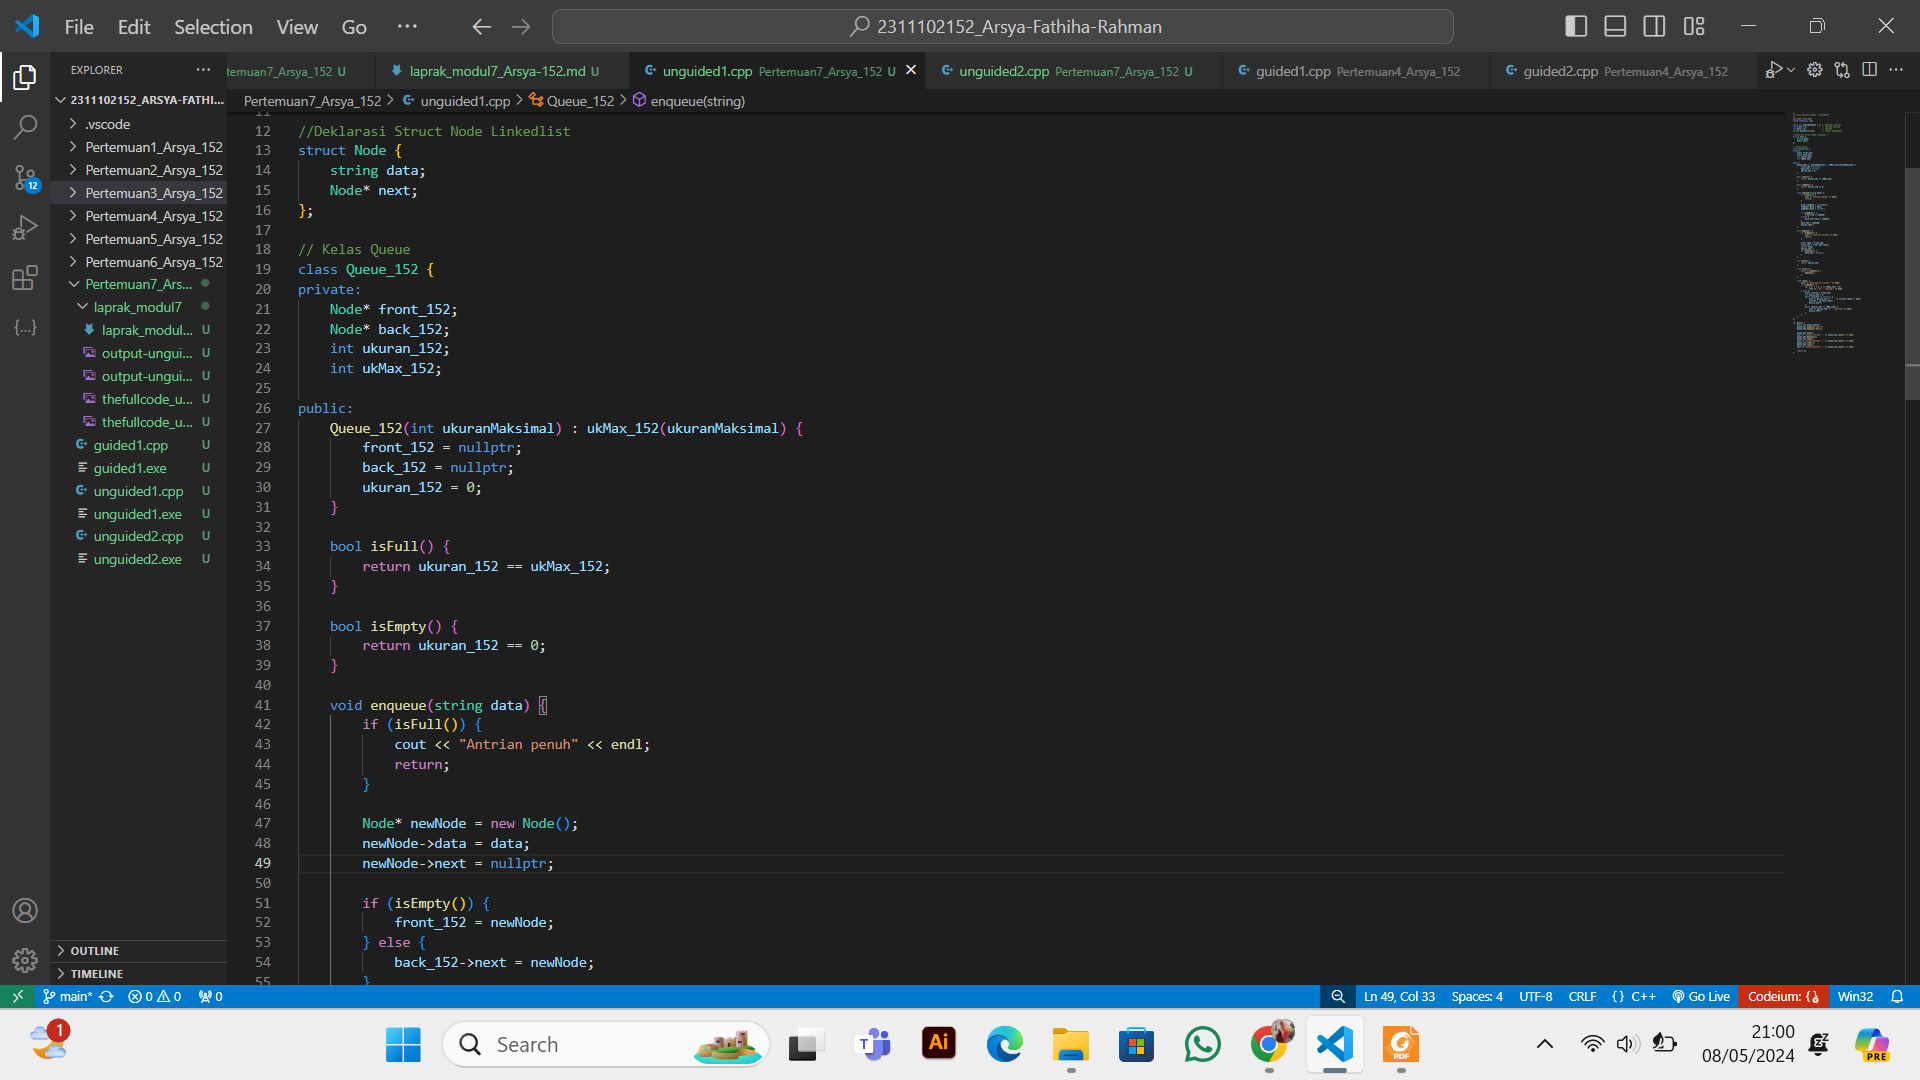 File Edit Selection View Go ···
2311102152_Arsya-Fathiha-Rahman
EXPLORER ···
2311102152_ARSYA-FATHI...
.vscode
Pertemuan1_Arsya_152
Pertemuan2_Arsya_152
Pertemuan3_Arsya_152
Pertemuan4_Arsya_152
Pertemuan5_Arsya_152
Pertemuan6_Arsya_152
Pertemuan7_Ars...
laprak_modul7
laprak_modul... U
output-ungui... U
output-ungui... U
thefullcode_u... U
thefullcode_u... U
guided1.cpp U
guided1.exe U
unguided1.cpp U
unguided1.exe U
unguided2.cpp U
unguided2.exe U
OUTLINE
TIMELINE
12
temuan7_Arsya_152 U
laprak_modul7_Arsya-152.md U
unguided1.cpp Pertemuan7_Arsya_152 U
unguided2.cpp Pertemuan7_Arsya_152 U
guided1.cpp Pertemuan4_Arsya_152
guided2.cpp Pertemuan4_Arsya_152
Pertemuan7_Arsya_152 > unguided1.cpp > Queue_152 > enqueue(string)
11
12 //Deklarasi Struct Node Linkedlist
13 struct Node {
14 string data;
15 Node* next;
16 };
17
18 // Kelas Queue
19 class Queue_152 {
20 private:
21 Node* front_152;
22 Node* back_152;
23 int ukuran_152;
24 int ukMax_152;
25
26 public:
27 Queue_152(int ukuranMaksimal) : ukMax_152(ukuranMaksimal) {
28 front_152 = nullptr;
29 back_152 = nullptr;
30 ukuran_152 = 0;
31 }
32
33 bool isFull() {
34 return ukuran_152 == ukMax_152;
35 }
36
37 bool isEmpty() {
38 return ukuran_152 == 0;
39 }
40
41 void enqueue(string data) {
42 if (isFull()) {
43 cout << "Antrian penuh" << endl;
44 return;
45 }
46
47 Node* newNode = new Node();
48 newNode->data = data;
49 newNode->next = nullptr;
50
51 if (isEmpty()) {
52 front_152 = newNode;
53 } else {
54 back_152->next = newNode;
55 }
main* 0 0 0
Ln 49, Col 33 Spaces: 4 UTF-8 CRLF {} C++ Go Live Codeium: {} Win32
1
Search
T
Ai
PDF
21:00
08/05/2024
PRE